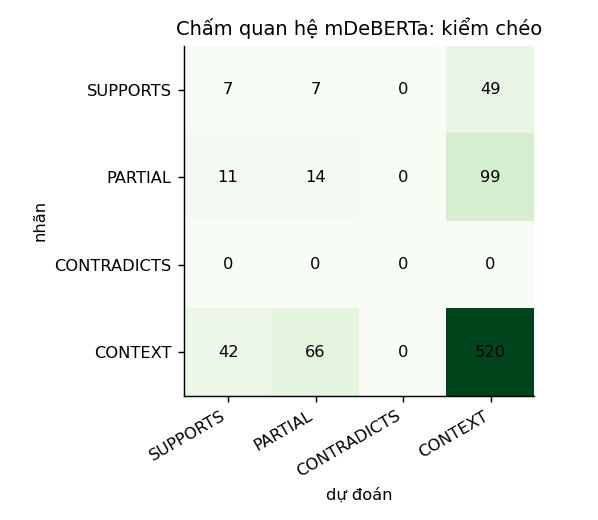 Chấm quan hệ mDeBERTa: kiểm chéo
SUPPORTS 7 7 0 49
PARTIAL 11 14 0 99
CONTRADICTS 0 0 0 0
CONTEXT 42 66 0 520
nhãn
SUPPORTS PARTIAL CONTRADICTS CONTEXT
dự đoán